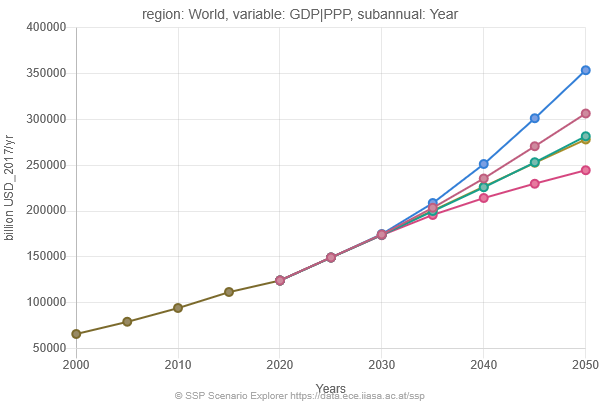 region: World, variable: GDP|PPP, subannual: Year
400000
350000
300000
250000
200000
150000
100000
50000
billion USD_2017/yr
2000 2010 2020 2030 2040 2050
Years
© SSP Scenario Explorer https://data.ece.iiasa.ac.at/ssp